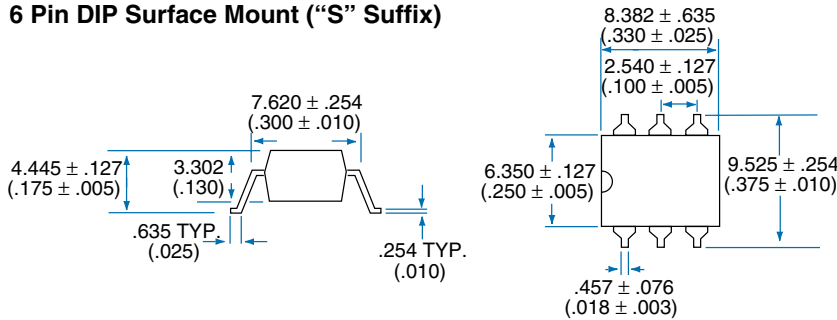 6 Pin DIP Surface Mount (“S” Suffix)
8.382 ± .635
(.330 ± .025)
2.540 ± .127
(.100 ± .005)
7.620 ± .254
(.300 ± .010)
4.445 ± .127
(.175 ± .005)
3.302
(.130)
6.350 ± .127
(.250 ± .005)
9.525 ± .254
(.375 ± .010)
.635 TYP.
(.025)
.254 TYP.
(.010)
.457 ± .076
(.018 ± .003)